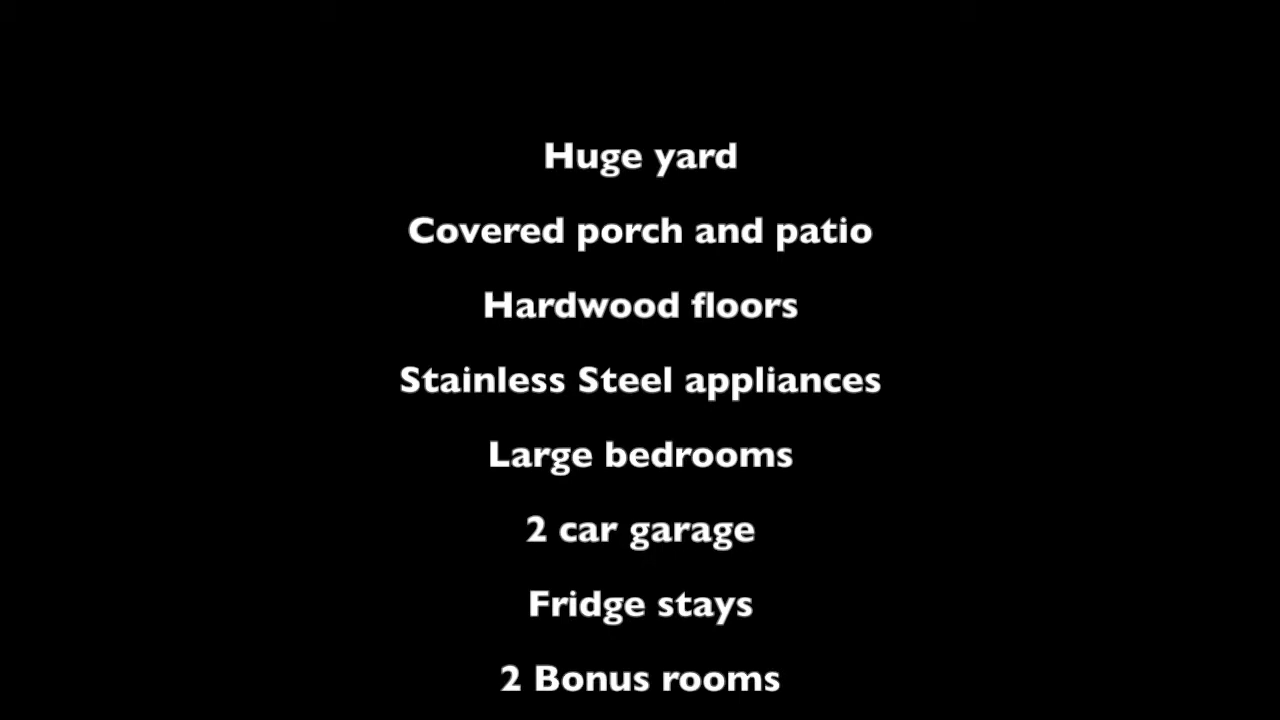 Huge yard
Covered porch and patio
Hardwood floors
Stainless Steel appliances
Large bedrooms
2 car garage
Fridge stays
2 Bonus rooms